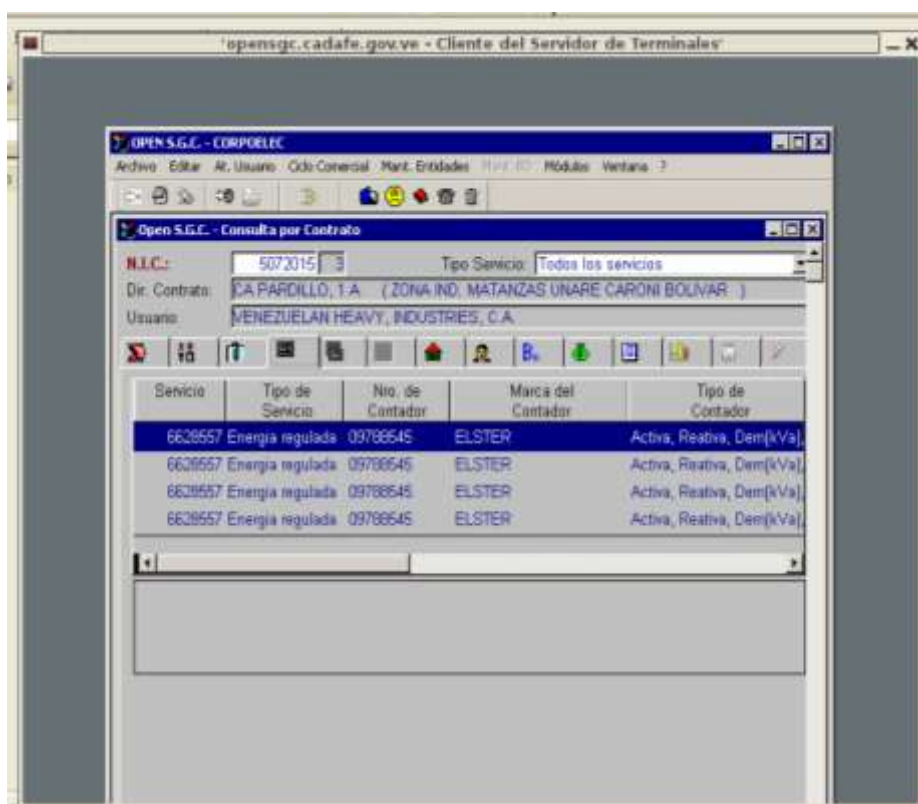 'opensgc.cadafe.gov.ve - Cliente del Servidor de Terminales'
OPEN S.G.C. - CORPOELEC
Archivo Editar At. Usuario Ciclo Comercial Mant. Entidades Módulos Ventana ?
Open S.G.C. - Consulta por Contrato
N.I.C.: 5072015 3 Tipo Servicio: Todos los servicios
Dir. Contrato: CA PARDILLO, 1 A (ZONA IND. MATANZAS UNARE CARONI BOLIVAR )
Usuario: VENEZUELAN HEAVY, INDUSTRIES, C.A.
Servicio Tipo de Servicio Nro. de Contador Marca del Contador Tipo de Contador
6628557 Energia regulada 09788545 ELSTER Activa, Reativa, Dem[kVa],
6628557 Energia regulada 09788545 ELSTER Activa, Reativa, Dem[kVa],
6628557 Energia regulada 09788545 ELSTER Activa, Reativa, Dem[kVa],
6628557 Energia regulada 09788545 ELSTER Activa, Reativa, Dem[kVa],